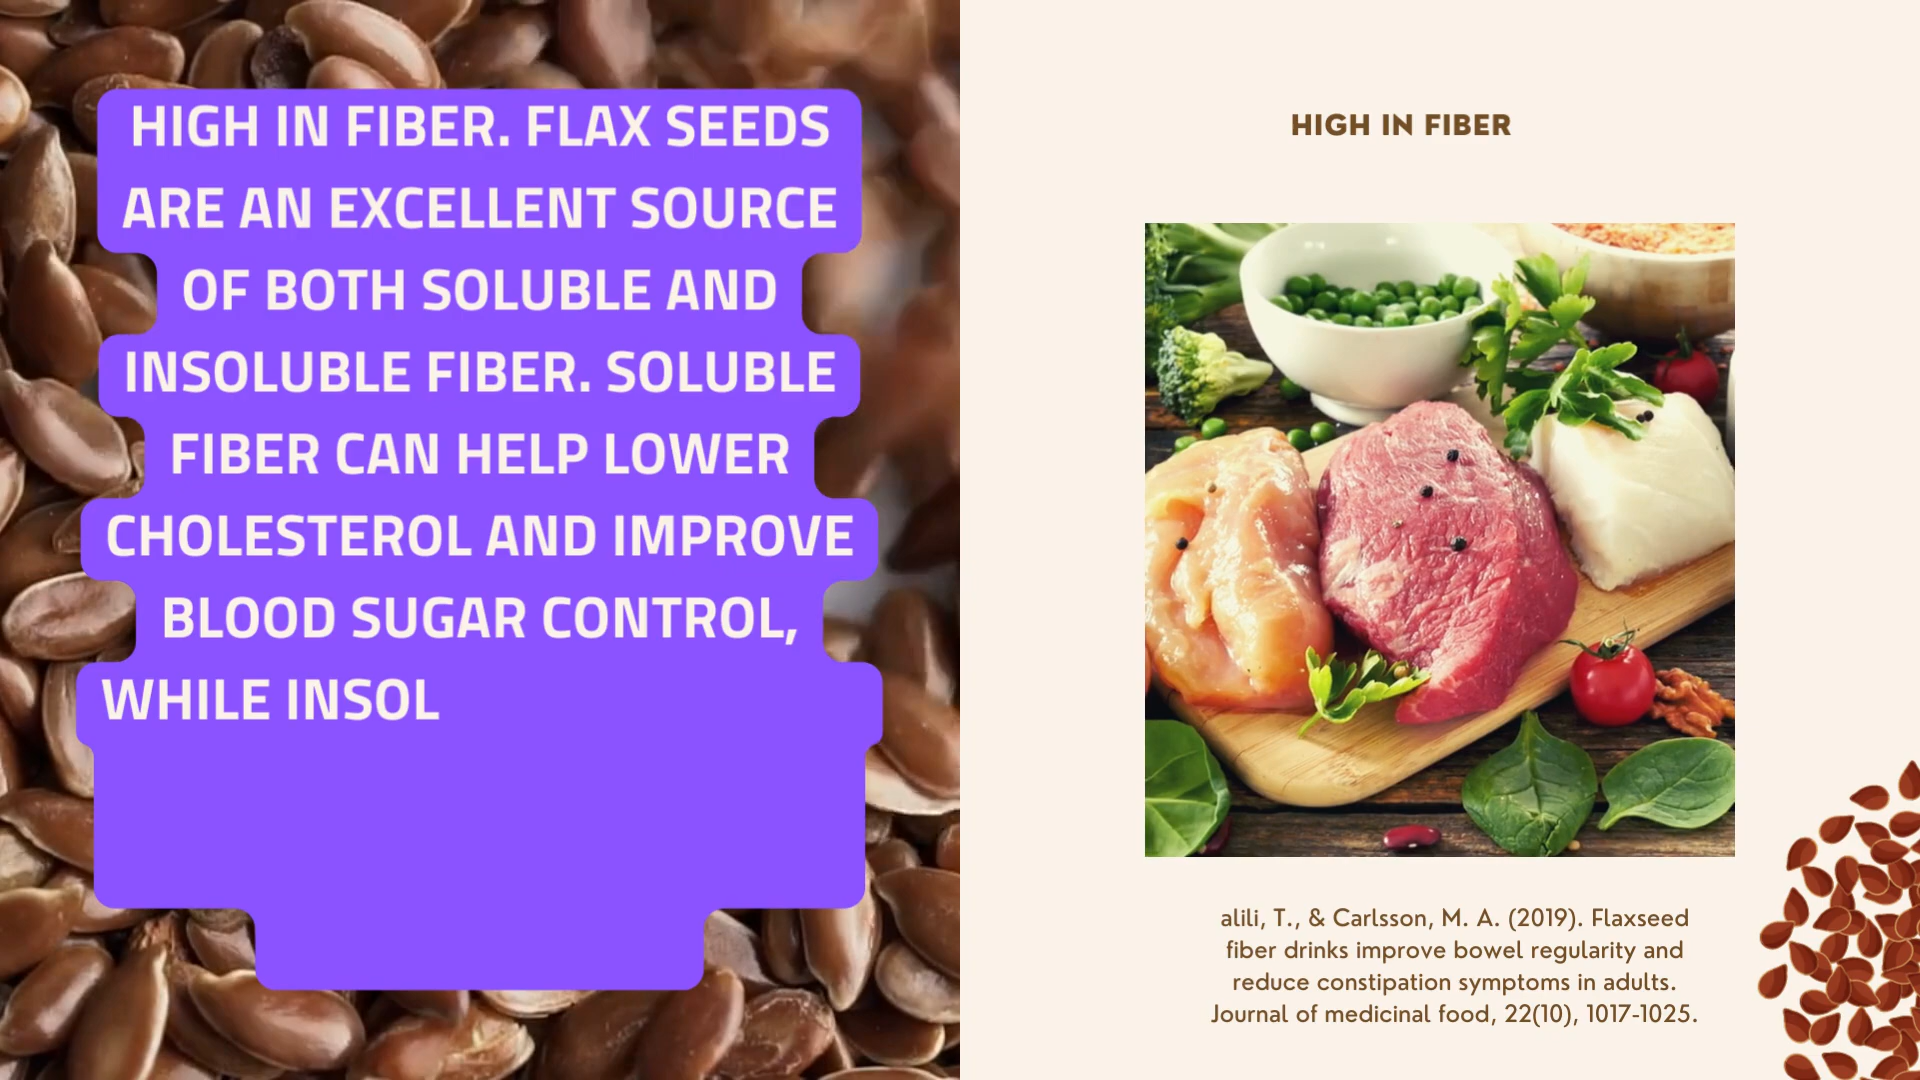 HIGH IN FIBER. FLAX SEEDS
ARE AN EXCELLENT SOURCE
OF BOTH SOLUBLE AND
INSOLUBLE FIBER. SOLUBLE
FIBER CAN HELP LOWER
CHOLESTEROL AND IMPROVE
BLOOD SUGAR CONTROL,
WHILE INSOL
HIGH IN FIBER
alili, T., & Carlsson, M. A. (2019). Flaxseed
fiber drinks improve bowel regularity and
reduce constipation symptoms in adults.
Journal of medicinal food, 22(10), 1017-1025.